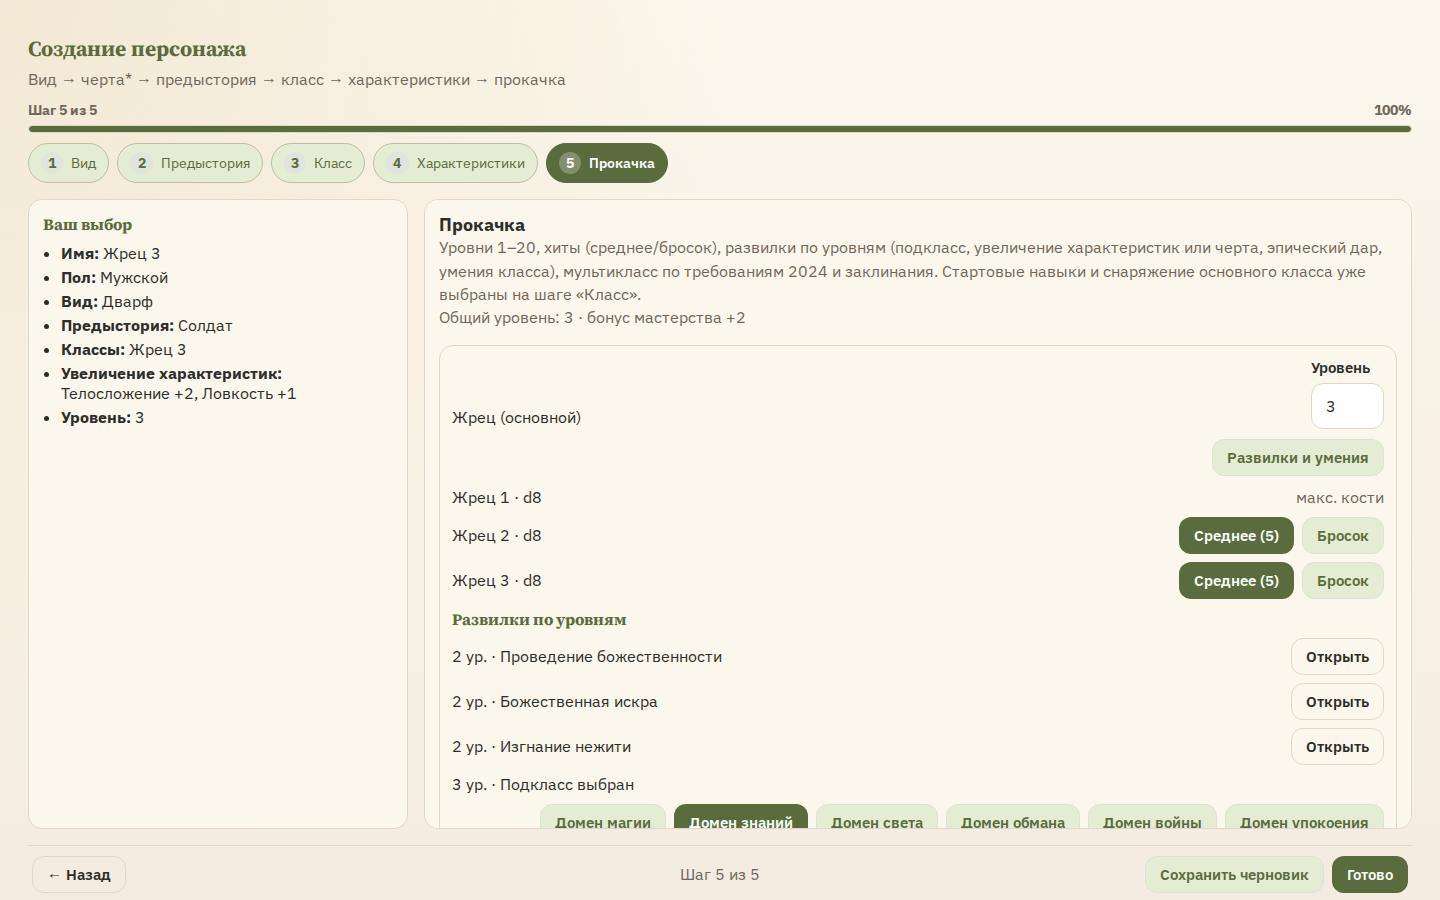 Создание персонажа
Вид → черта* → предыстория → класс → характеристики → прокачка
Шаг 5 из 5
100%
1 Вид
2 Предыстория
3 Класс
4 Характеристики
5 Прокачка
Ваш выбор
Имя: Жрец 3
Пол: Мужской
Вид: Дварф
Предыстория: Солдат
Классы: Жрец 3
Увеличение характеристик:
Телосложение +2, Ловкость +1
Уровень: 3
Прокачка
Уровни 1–20, хиты (среднее/бросок), развилки по уровням (подкласс, увеличение характеристик или черта, эпический дар,
умения класса), мультикласс по требованиям 2024 и заклинания. Стартовые навыки и снаряжение основного класса уже
выбраны на шаге «Класс».
Общий уровень: 3 · бонус мастерства +2
Уровень
Жрец (основной)
3
Развилки и умения
Жрец 1 · d8
макс. кости
Жрец 2 · d8
Среднее (5)
Бросок
Жрец 3 · d8
Среднее (5)
Бросок
Развилки по уровням
2 ур. · Проведение божественности
Открыть
2 ур. · Божественная искра
Открыть
2 ур. · Изгнание нежити
Открыть
3 ур. · Подкласс выбран
Домен магии
Домен знаний
Домен света
Домен обмана
Домен войны
Домен упокоения
← Назад
Шаг 5 из 5
Сохранить черновик
Готово